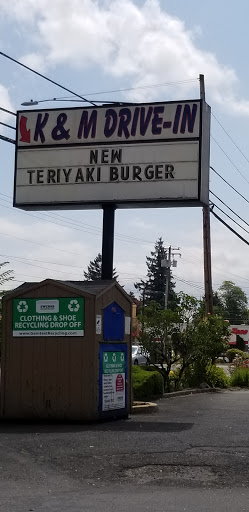 K & M DRIVE-IN
NEW
TERIYAKI BURGER
CLOTHING & SHOE
RECYCLING DROP OFF